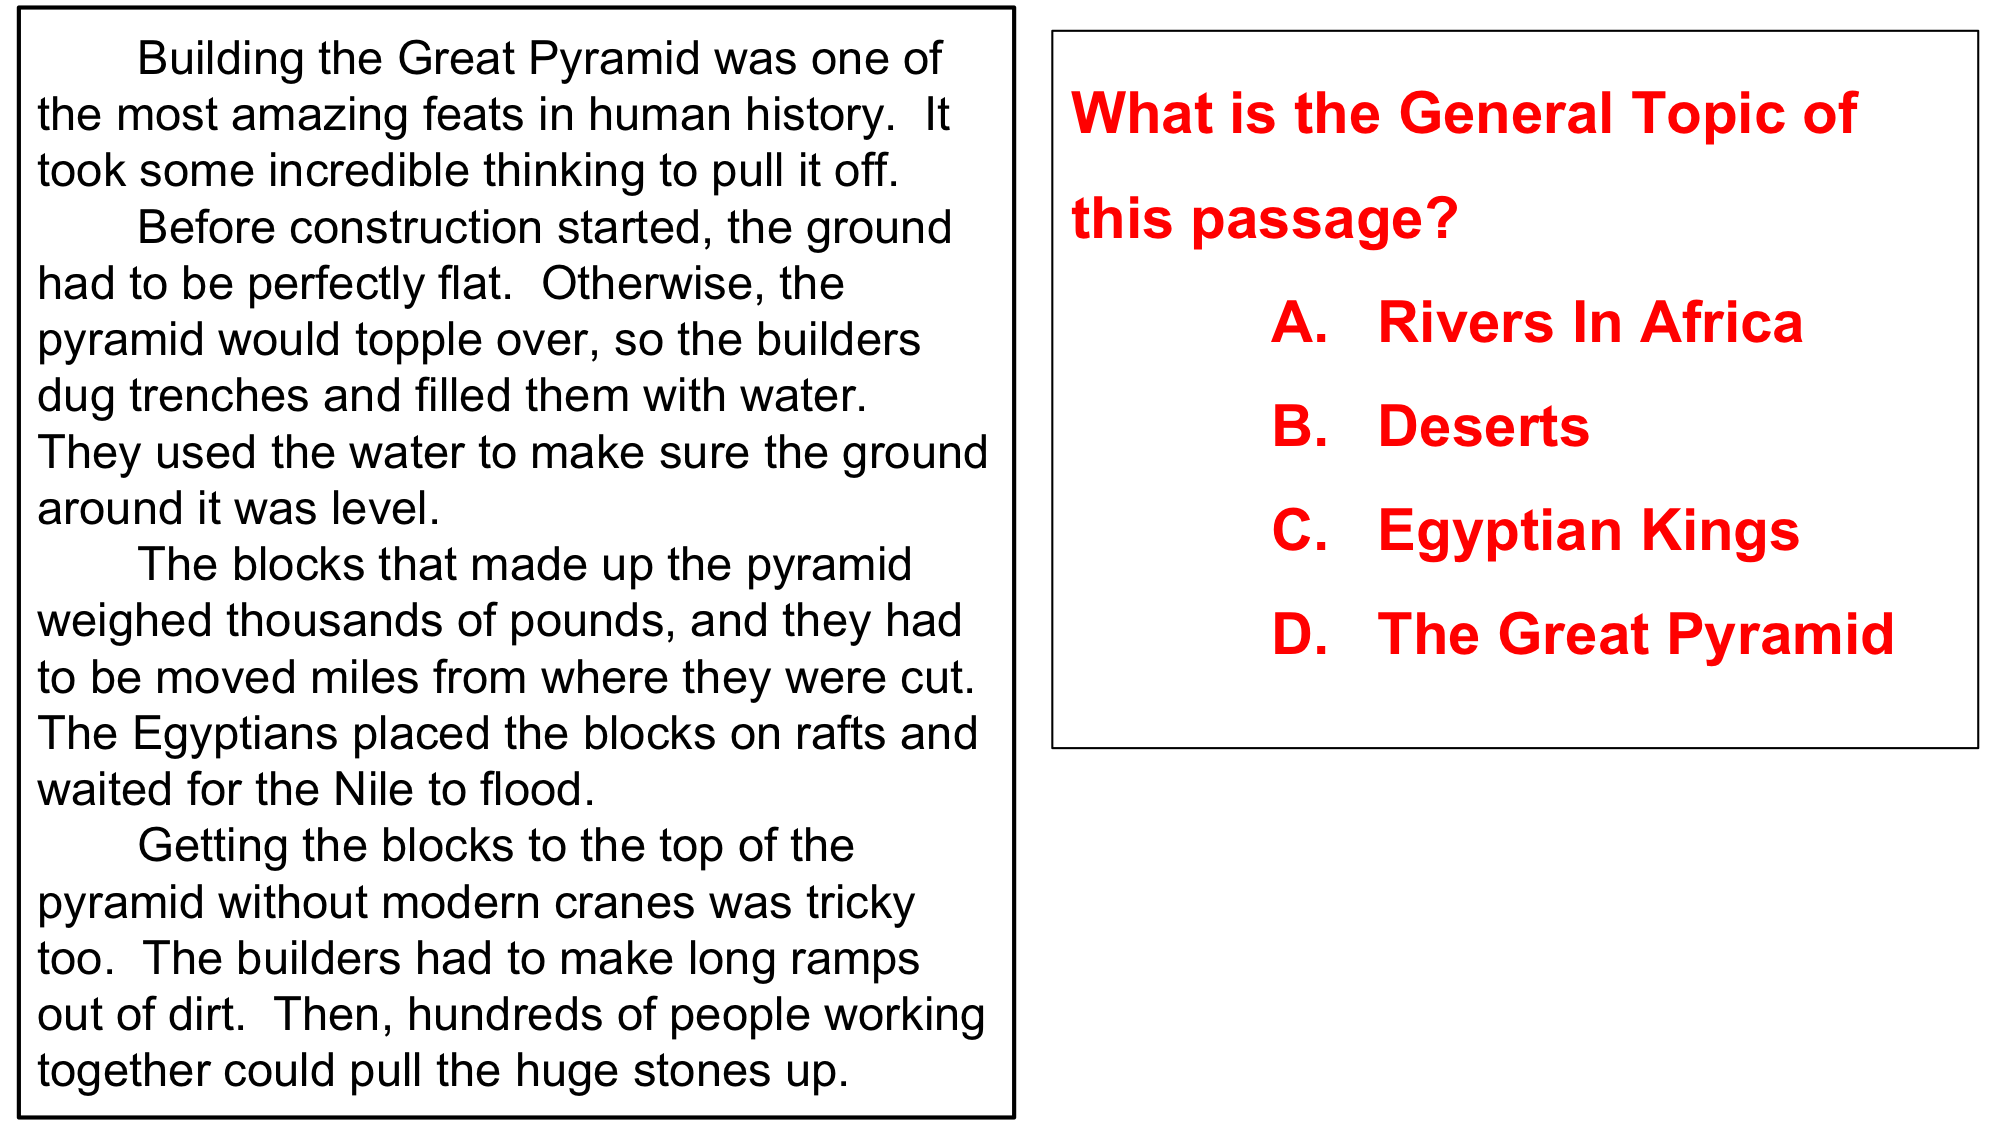 Building the Great Pyramid was one of
the most amazing feats in human history.  It
took some incredible thinking to pull it off.
Before construction started, the ground
had to be perfectly flat.  Otherwise, the
pyramid would topple over, so the builders
dug trenches and filled them with water.
They used the water to make sure the ground
around it was level.
The blocks that made up the pyramid
weighed thousands of pounds, and they had
to be moved miles from where they were cut.
The Egyptians placed the blocks on rafts and
waited for the Nile to flood.
Getting the blocks to the top of the
pyramid without modern cranes was tricky
too.  The builders had to make long ramps
out of dirt.  Then, hundreds of people working
together could pull the huge stones up.
What is the General Topic of
this passage?
A. Rivers In Africa
B. Deserts
C. Egyptian Kings
D. The Great Pyramid